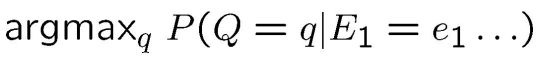 argmax_q P(Q = q|E_1 = e_1 …)